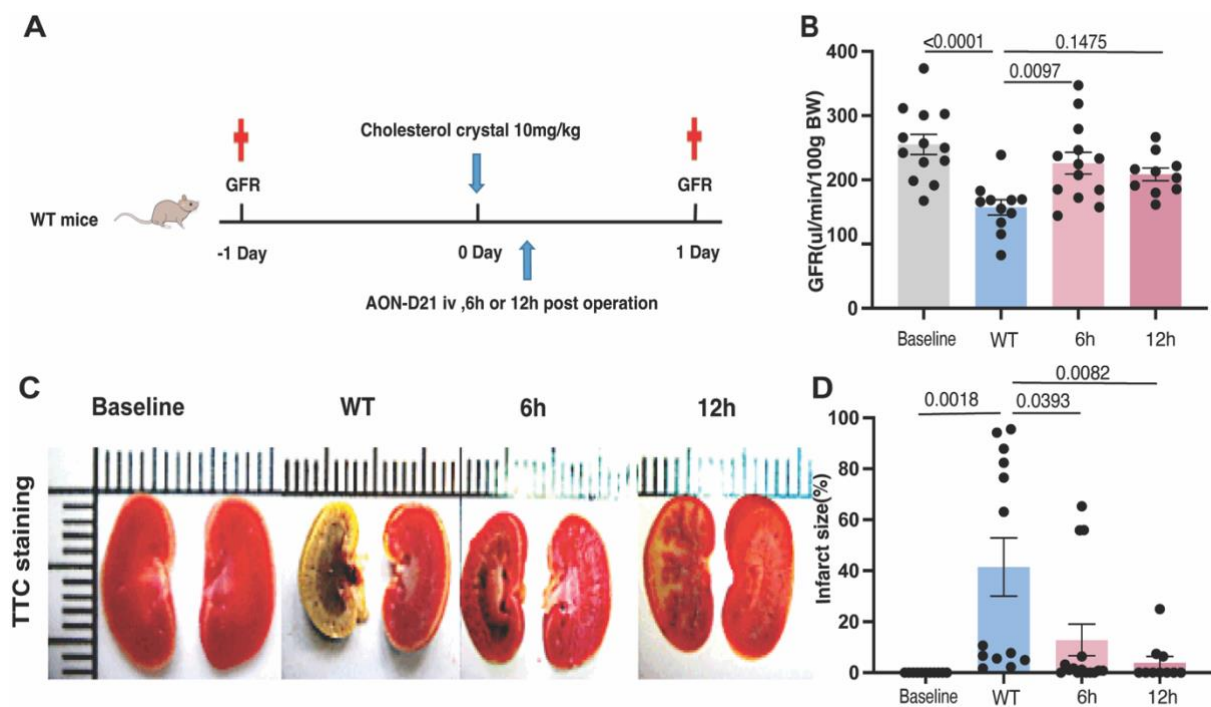 A
Cholesterol crystal 10mg/kg
GFR
GFR
WT mice
-1 Day
0 Day
1 Day
AON-D21 iv ,6h or 12h post operation
B
<0.0001
0.1475
0.0097
GFR(ul/min/100g BW)
400
300
200
100
0
Baseline
WT
6h
12h
C
Baseline
WT
6h
12h
TTC staining
D
0.0082
0.0018
0.0393
Infarct size(%)
100
80
60
40
20
0
Baseline
WT
6h
12h